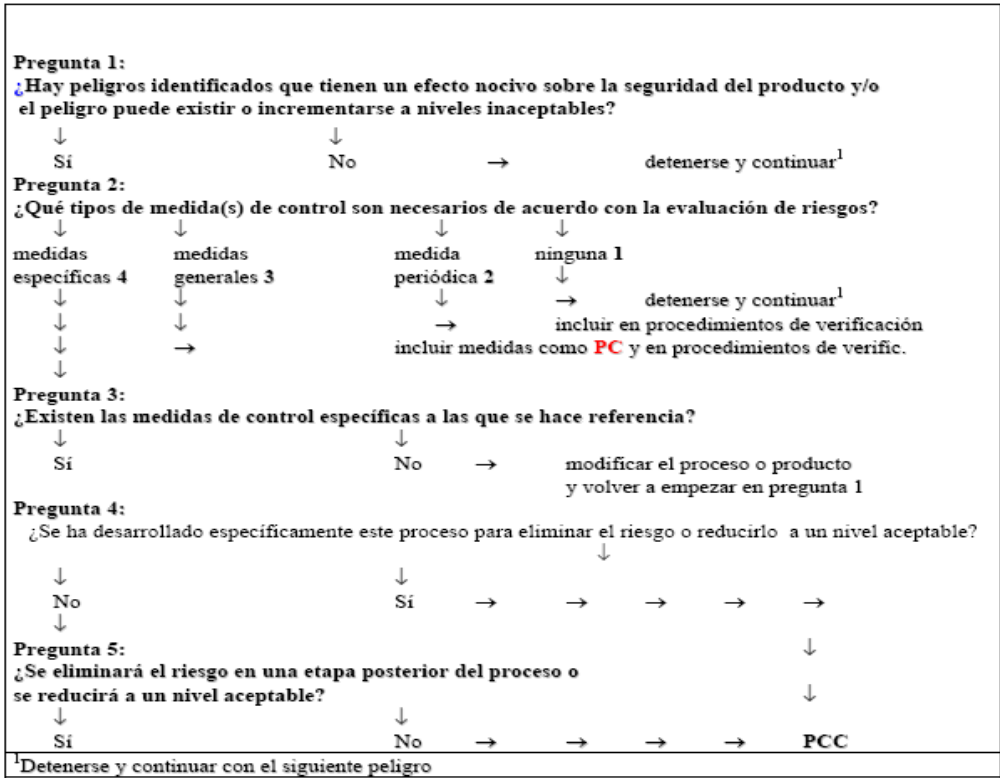 Pregunta 1:
¿Hay peligros identificados que tienen un efecto nocivo sobre la seguridad del producto y/o
el peligro puede existir o incrementarse a niveles inaceptables?
↓ ↓
Sí No → detenerse y continuar¹
Pregunta 2:
¿Qué tipos de medida(s) de control son necesarios de acuerdo con la evaluación de riesgos?
↓ ↓ ↓ ↓
medidas medidas medida ninguna 1
específicas 4 generales 3 periódica 2 ↓
↓ ↓ ↓ → detenerse y continuar¹
↓ ↓ → incluir en procedimientos de verificación
↓ → incluir medidas como PC y en procedimientos de verific.
↓
Pregunta 3:
¿Existen las medidas de control específicas a las que se hace referencia?
↓ ↓
Sí No → modificar el proceso o producto
y volver a empezar en pregunta 1
Pregunta 4:
¿Se ha desarrollado específicamente este proceso para eliminar el riesgo o reducirlo a un nivel aceptable?
↓
↓ ↓
No Sí → → → → →
↓
Pregunta 5: ↓
¿Se eliminará el riesgo en una etapa posterior del proceso o
se reducirá a un nivel aceptable? ↓
↓ ↓
Sí No → → → → PCC
¹Detenerse y continuar con el siguiente peligro